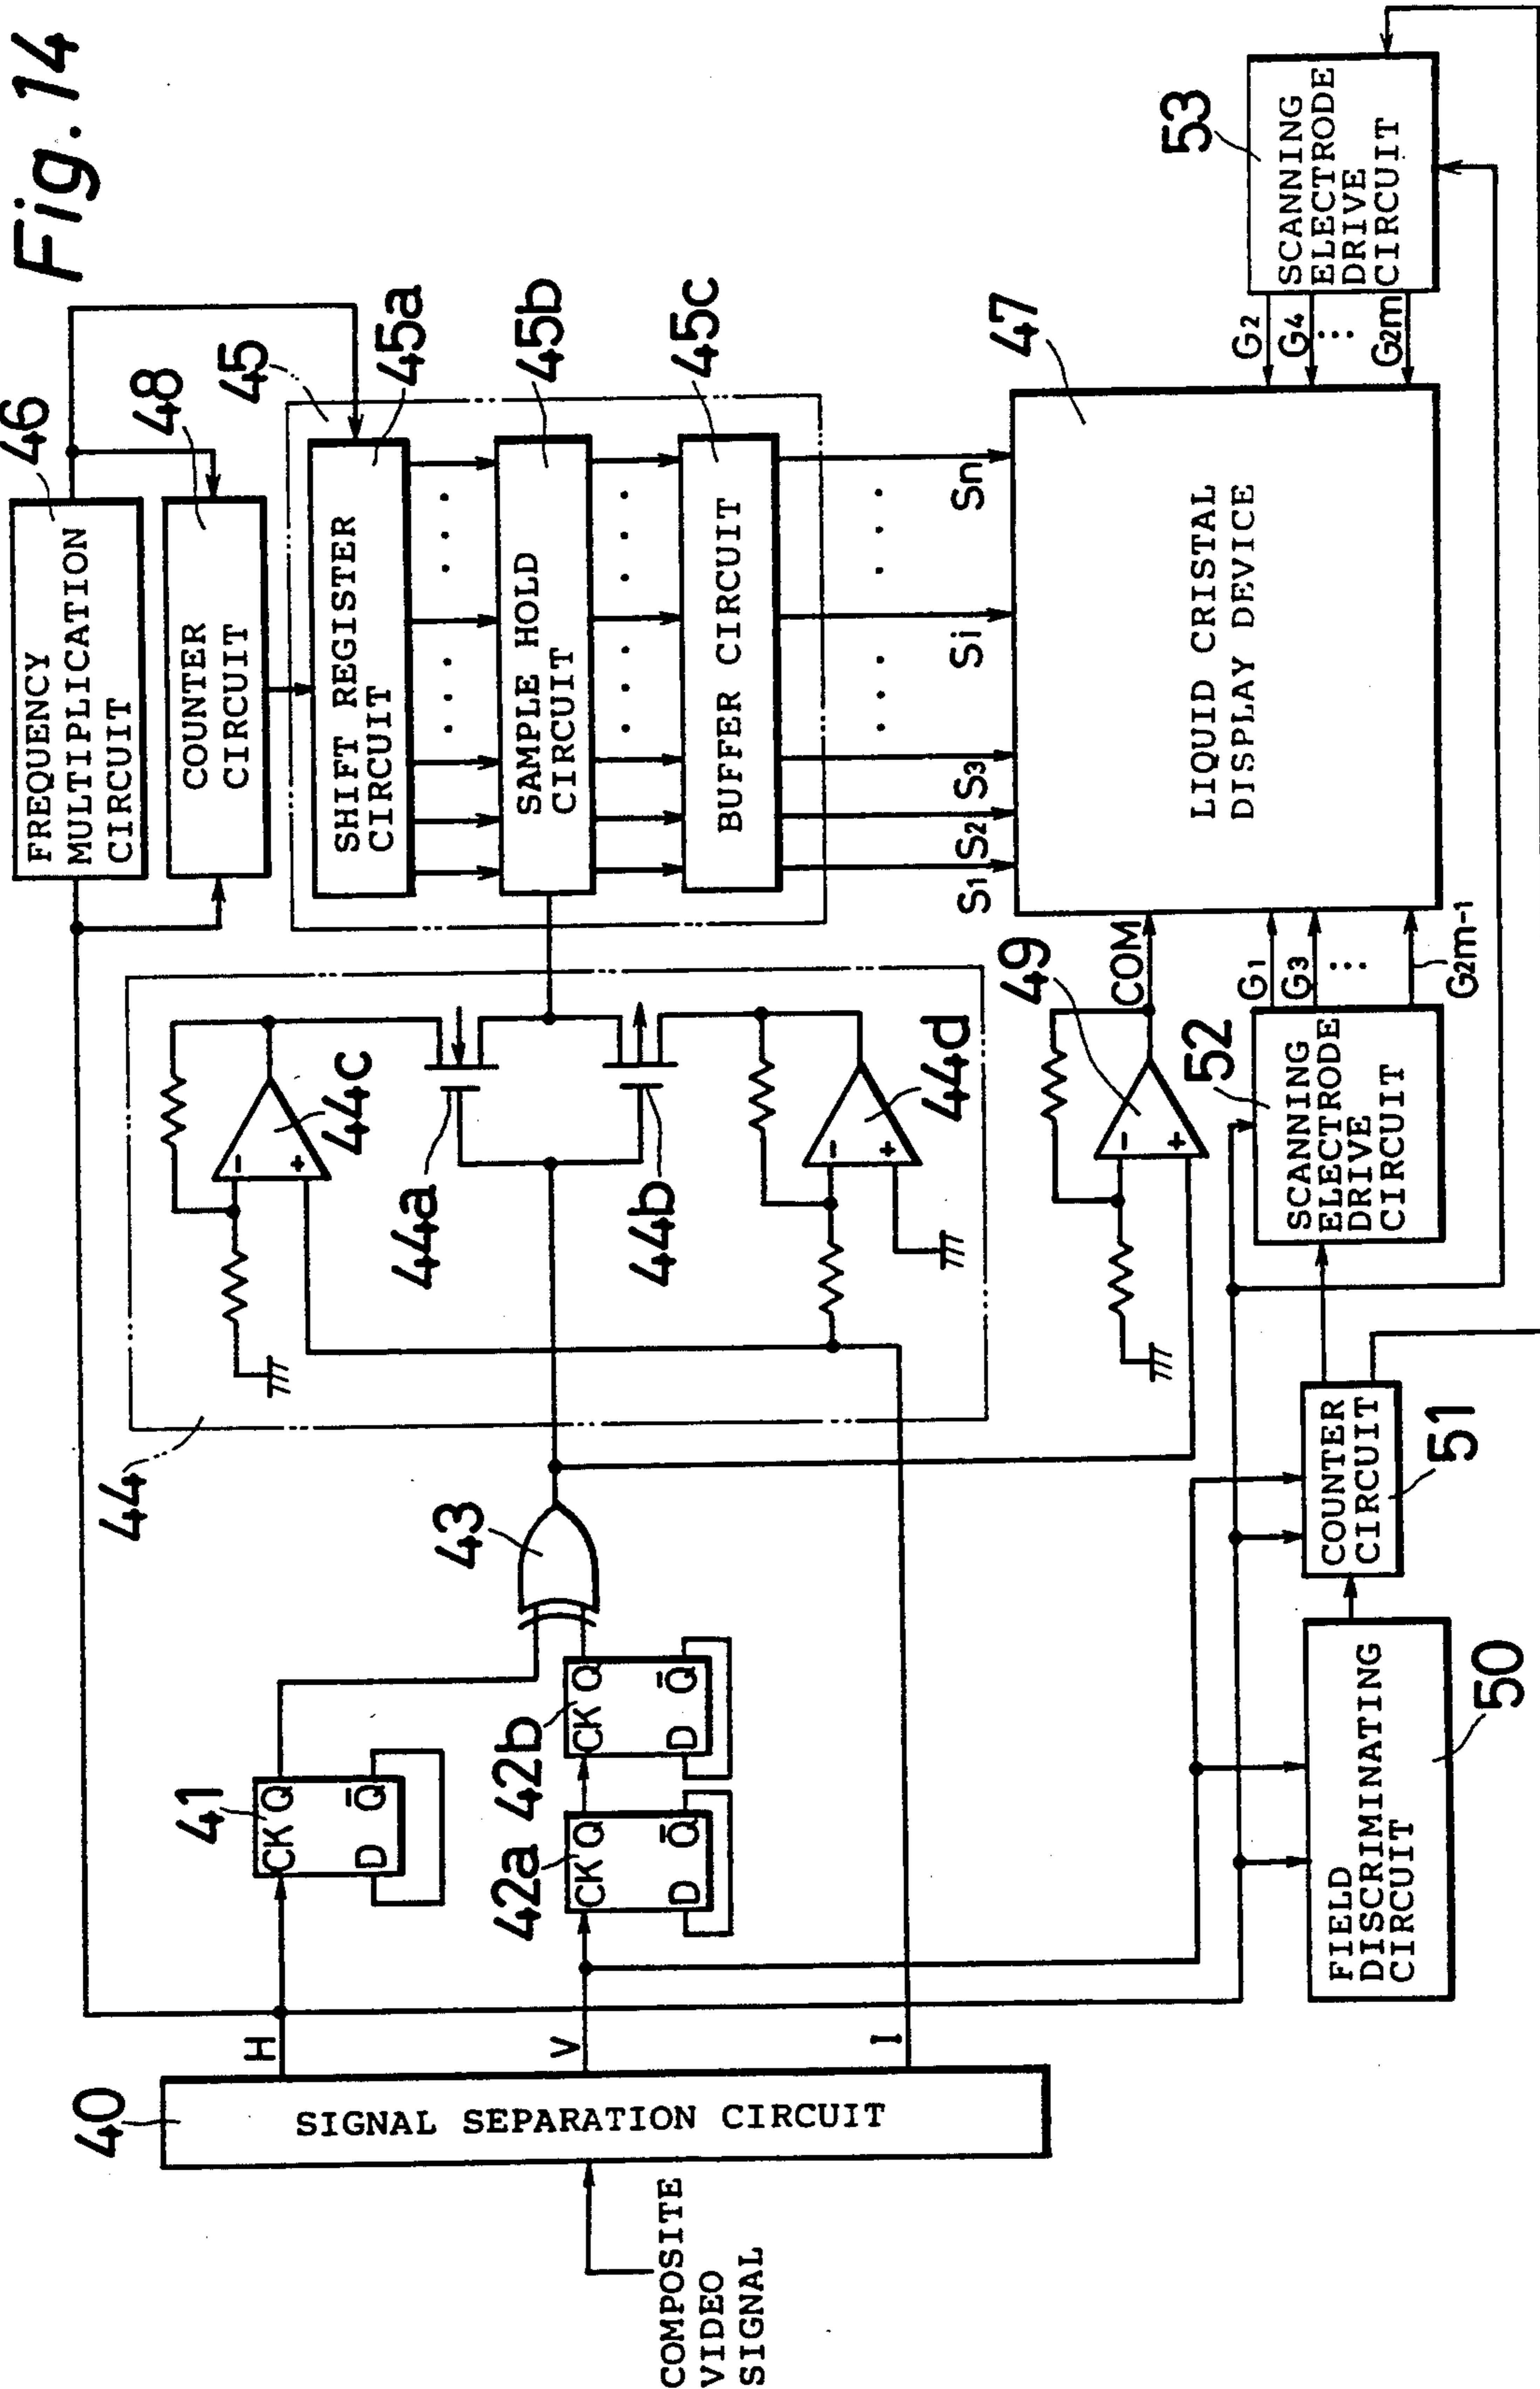 Fig. 14
46
FREQUENCY
MULTIPLICATION
CIRCUIT
48
COUNTER
CIRCUIT
45
45a
SHIFT REGISTER
CIRCUIT
45b
SAMPLE HOLD
CIRCUIT
45c
BUFFER CIRCUIT
S1
S2
S3
Si
Sn
47
LIQUID CRISTAL
DISPLAY DEVICE
44
44c
-
+
44a
44b
44d
-
+
49
-
+
COM
43
41
CK Q
D Q̄
42a
CK Q
D Q̄
42b
CK Q
D Q̄
40
SIGNAL SEPARATION CIRCUIT
H
V
I
COMPOSITE
VIDEO
SIGNAL
50
FIELD
DISCRIMINATING
CIRCUIT
51
COUNTER
CIRCUIT
52
SCANNING
ELECTRODE
DRIVE
CIRCUIT
G1
G3
G2m-1
53
SCANNING
ELECTRODE
DRIVE
CIRCUIT
G2
G4
G2m